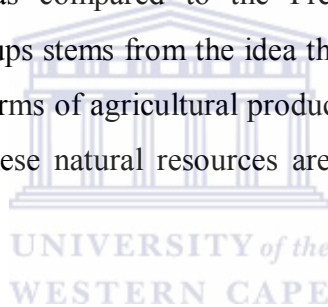 as compared to the Fre
ups stems from the idea th
rms of agricultural produc
ese natural resources are
UNIVERSITY of the
WESTERN CAPE